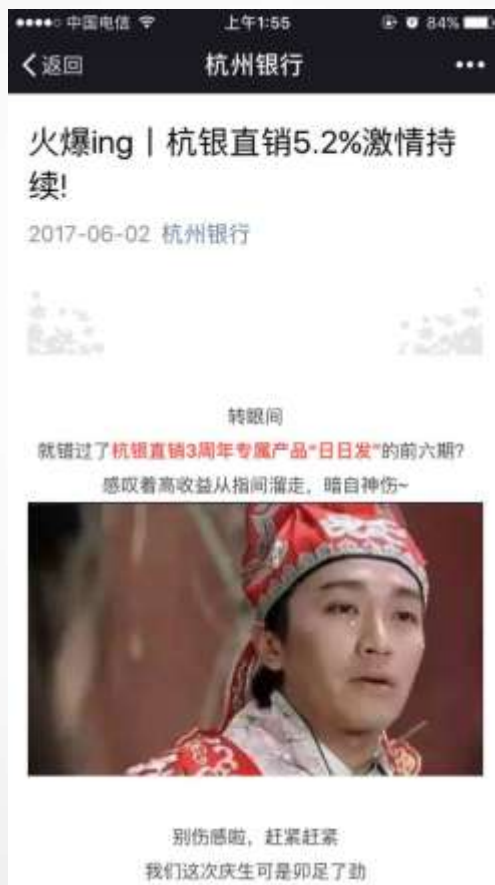 中国电信 上午1:55 84%
返回 杭州银行
火爆ing丨杭银直销5.2%激情持
续!
2017-06-02 杭州银行
转眼间
就错过了杭银直销3周年专属产品“日日发”的前六期?
感叹着高收益从指间溜走，暗自神伤~
别伤感啦，赶紧赶紧
我们这次庆生可是卯足了劲